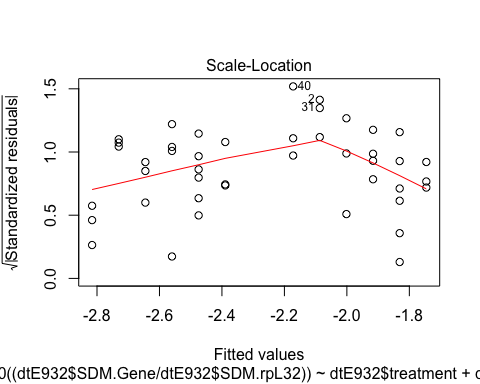 Scale-Location
√|Standardized residuals|
0.0 0.5 1.0 1.5
40
2
31
-2.8 -2.6 -2.4 -2.2 -2.0 -1.8
Fitted values
0((dtE932$SDM.Gene/dtE932$SDM.rpL32)) ~ dtE932$treatment + d